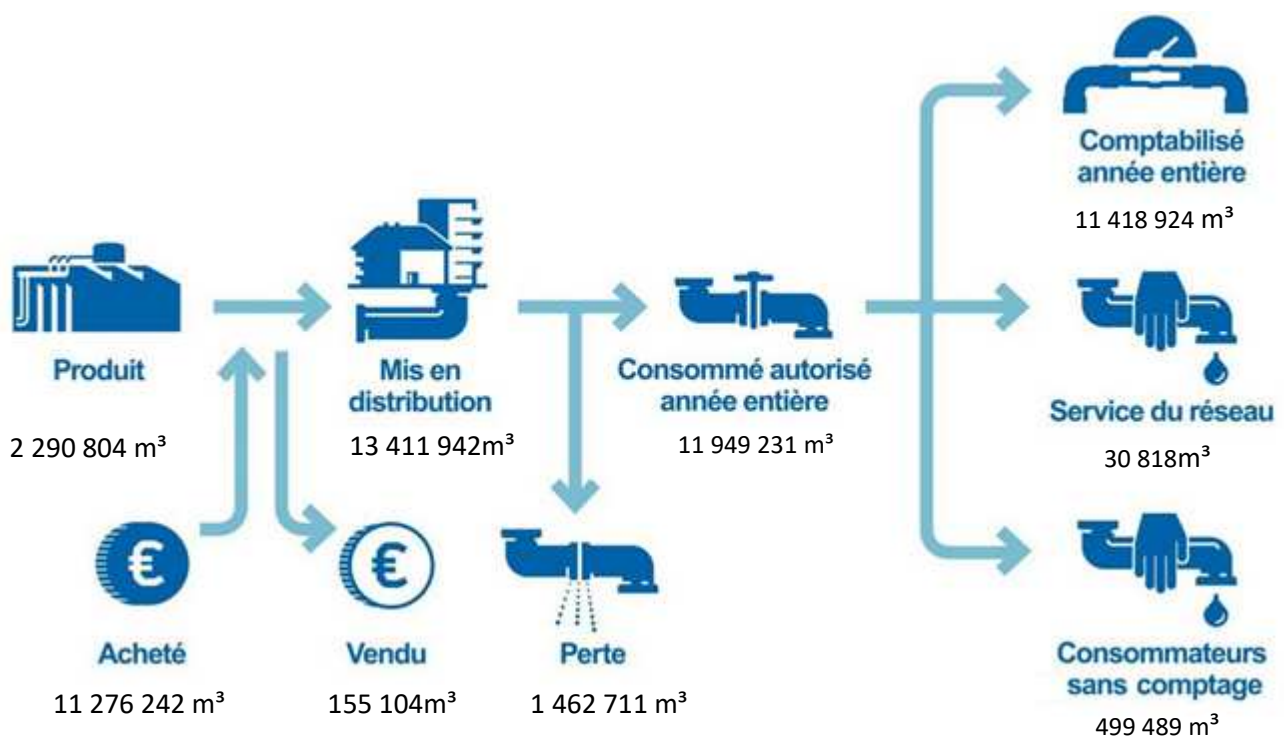 Comptabilisé
année entière
11 418 924 m³
Produit
2 290 804 m³
Mis en
distribution
13 411 942m³
Consommé autorisé
année entière
11 949 231 m³
Service du réseau
30 818m³
€
Acheté
11 276 242 m³
€
Vendu
155 104m³
Perte
1 462 711 m³
Consommateurs
sans comptage
499 489 m³